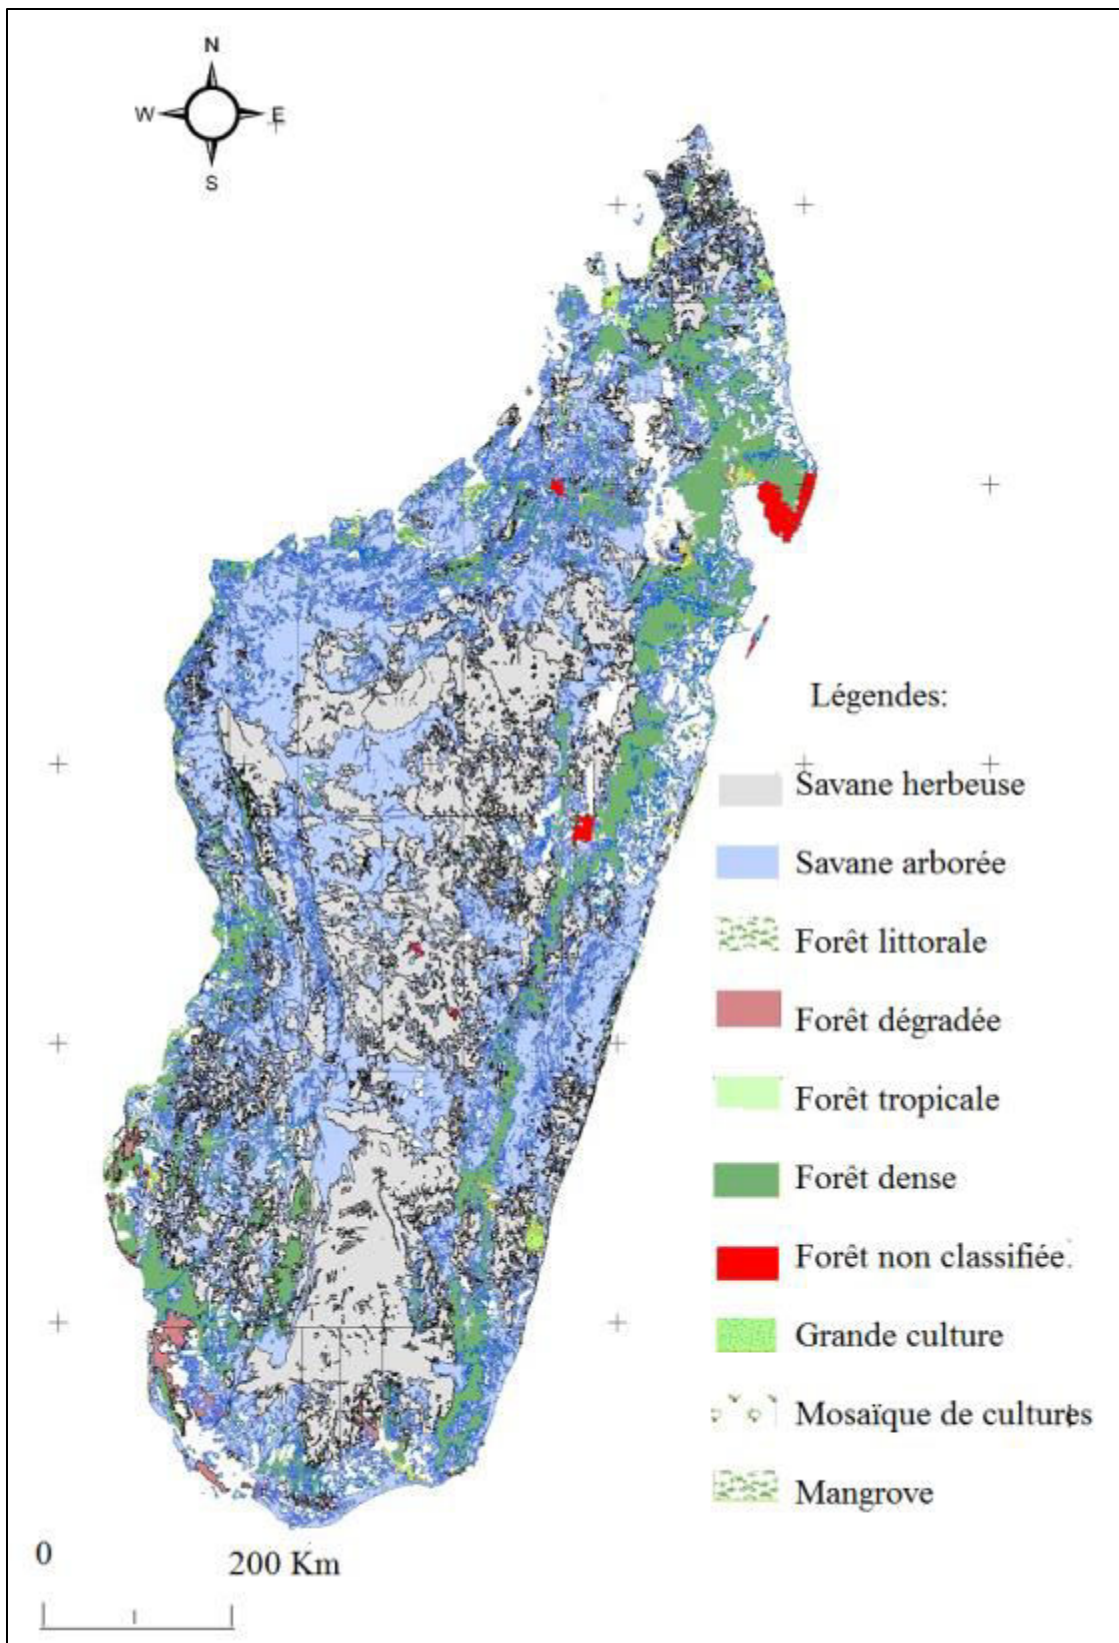 N
W E
S
Légendes:
Savane herbeuse
Savane arborée
Forêt littorale
Forêt dégradée
Forêt tropicale
Forêt dense
Forêt non classifiée.
Grande culture
Mosaïque de cultures
Mangrove
0 200 Km